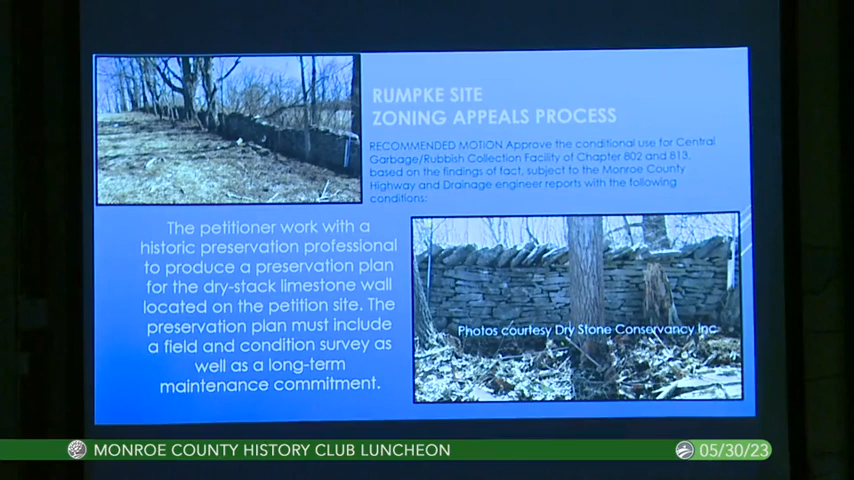 RUMPKE SITE
ZONING APPEALS PROCESS
RECOMMENDED MOTION Approve the conditional use for Central
Garbage/Rubbish Collection Facility of Chapter 802 and 813,
based on the findings of fact, subject to the Monroe County
Highway and Drainage engineer reports with the following
conditions:
The petitioner work with a
historic preservation professional
to produce a preservation plan
for the dry-stack limestone wall
located on the petition site. The
preservation plan must include
a field and condition survey as
well as a long-term
maintenance commitment.
Photos courtesy Dry Stone Conservancy Inc
MONROE COUNTY HISTORY CLUB LUNCHEON
05/30/23